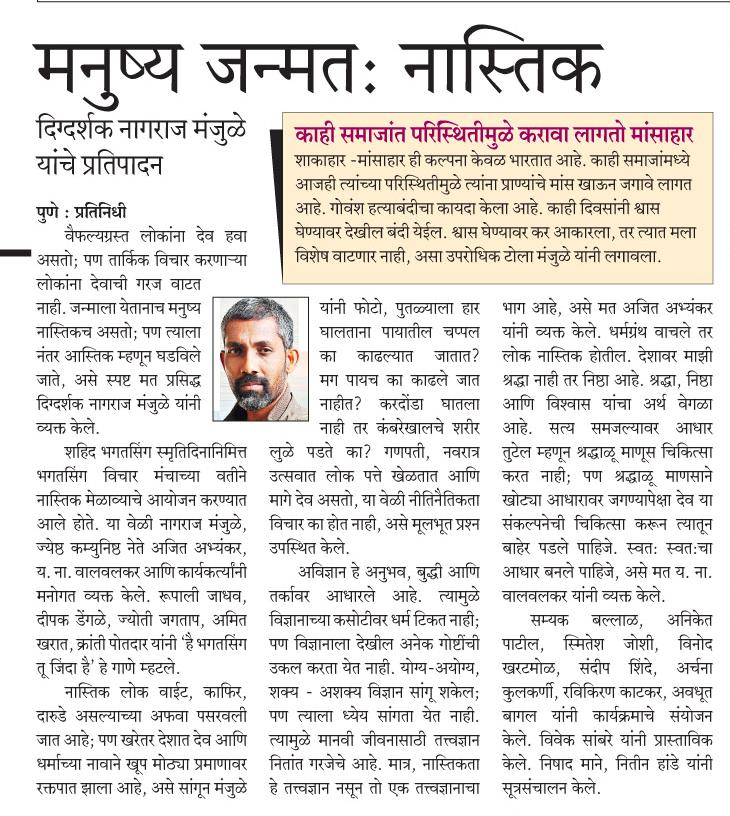 मनुष्य जन्मतः नास्तिक
दिग्दर्शक नागराज मंजुळे
यांचे प्रतिपादन
काही समाजांत परिस्थितीमुळे करावा लागतो मांसाहार
शाकाहार -मांसाहार ही कल्पना केवळ भारतात आहे. काही समाजांमध्ये
आजही त्यांच्या परिस्थितीमुळे त्यांना प्राण्यांचे मांस खाऊन जगावे लागत
आहे. गोवंश हत्याबंदीचा कायदा केला आहे. काही दिवसांनी श्वास
घेण्यावर देखील बंदी येईल. श्वास घेण्यावर कर आकारला, तर त्यात मला
विशेष वाटणार नाही, असा उपरोधिक टोला मंजुळे यांनी लगावला.
पुणे : प्रतिनिधी
वैफल्यग्रस्त लोकांना देव हवा
असतो; पण तार्किक विचार करणाऱ्या
लोकांना देवाची गरज वाटत
नाही. जन्माला येतानाच मनुष्य
नास्तिकच असतो; पण त्याला
नंतर आस्तिक म्हणून घडविले
जाते, असे स्पष्ट मत प्रसिद्ध
दिग्दर्शक नागराज मंजुळे यांनी
व्यक्त केले.
शहिद भगतसिंग स्मृतिदिनानिमित्त
भगतसिंग विचार मंचाच्या वतीने
नास्तिक मेळाव्याचे आयोजन करण्यात
आले होते. या वेळी नागराज मंजुळे,
ज्येष्ठ कम्युनिष्ठ नेते अजित अभ्यंकर,
य. ना. वालवलकर आणि कार्यकर्त्यांनी
मनोगत व्यक्त केले. रूपाली जाधव,
दीपक डेंगळे, ज्योती जगताप, अमित
खरात, क्रांती पोतदार यांनी 'है भगतसिंग
तू जिंदा है' हे गाणे म्हटले.
नास्तिक लोक वाईट, काफिर,
दारुडे असल्याच्या अफवा पसरवली
जात आहे; पण खरेतर देशात देव आणि
धर्माच्या नावाने खूप मोठ्या प्रमाणावर
रक्तपात झाला आहे, असे सांगून मंजुळे
यांनी फोटो, पुतळ्याला हार
घालताना पायातील चप्पल
का काढल्यात जातात?
मग पायच का काढले जात
नाहीत? करदोंडा घातला
नाही तर कंबरेखालचे शरीर
लुळे पडते का? गणपती, नवरात्र
उत्सवात लोक पत्ते खेळतात आणि
मागे देव असतो, या वेळी नीतिनैतिकता
विचार का होत नाही, असे मूलभूत प्रश्न
उपस्थित केले.
अविज्ञान हे अनुभव, बुद्धी आणि
तर्कावर आधारले आहे. त्यामुळे
विज्ञानाच्या कसोटीवर धर्म टिकत नाही;
पण विज्ञानाला देखील अनेक गोष्टींची
उकल करता येत नाही. योग्य-अयोग्य,
शक्य - अशक्य विज्ञान सांगू शकेल;
पण त्याला ध्येय सांगता येत नाही.
त्यामुळे मानवी जीवनासाठी तत्त्वज्ञान
नितांत गरजेचे आहे. मात्र, नास्तिकता
हे तत्त्वज्ञान नसून तो एक तत्त्वज्ञानाचा
भाग आहे, असे मत अजित अभ्यंकर
यांनी व्यक्त केले. धर्मग्रंथ वाचले तर
लोक नास्तिक होतील. देशावर माझी
श्रद्धा नाही तर निष्ठा आहे. श्रद्धा, निष्ठा
आणि विश्वास यांचा अर्थ वेगळा
आहे. सत्य समजल्यावर आधार
तुटेल म्हणून श्रद्धाळू माणूस चिकित्सा
करत नाही; पण श्रद्धाळू माणसाने
खोट्या आधारावर जगण्यापेक्षा देव या
संकल्पनेची चिकित्सा करून त्यातून
बाहेर पडले पाहिजे. स्वतः स्वतःचा
आधार बनले पाहिजे, असे मत य. ना.
वालवलकर यांनी व्यक्त केले.
सम्यक बल्लाळ, अनिकेत
पाटील, स्मितेश जोशी, विनोद
खरटमोळ, संदीप शिंदे, अर्चना
कुलकर्णी, रविकिरण काटकर, अवधूत
बागल यांनी कार्यक्रमाचे संयोजन
केले. विवेक सांबरे यांनी प्रास्ताविक
केले. निषाद माने, नितीन हांडे यांनी
सूत्रसंचालन केले.